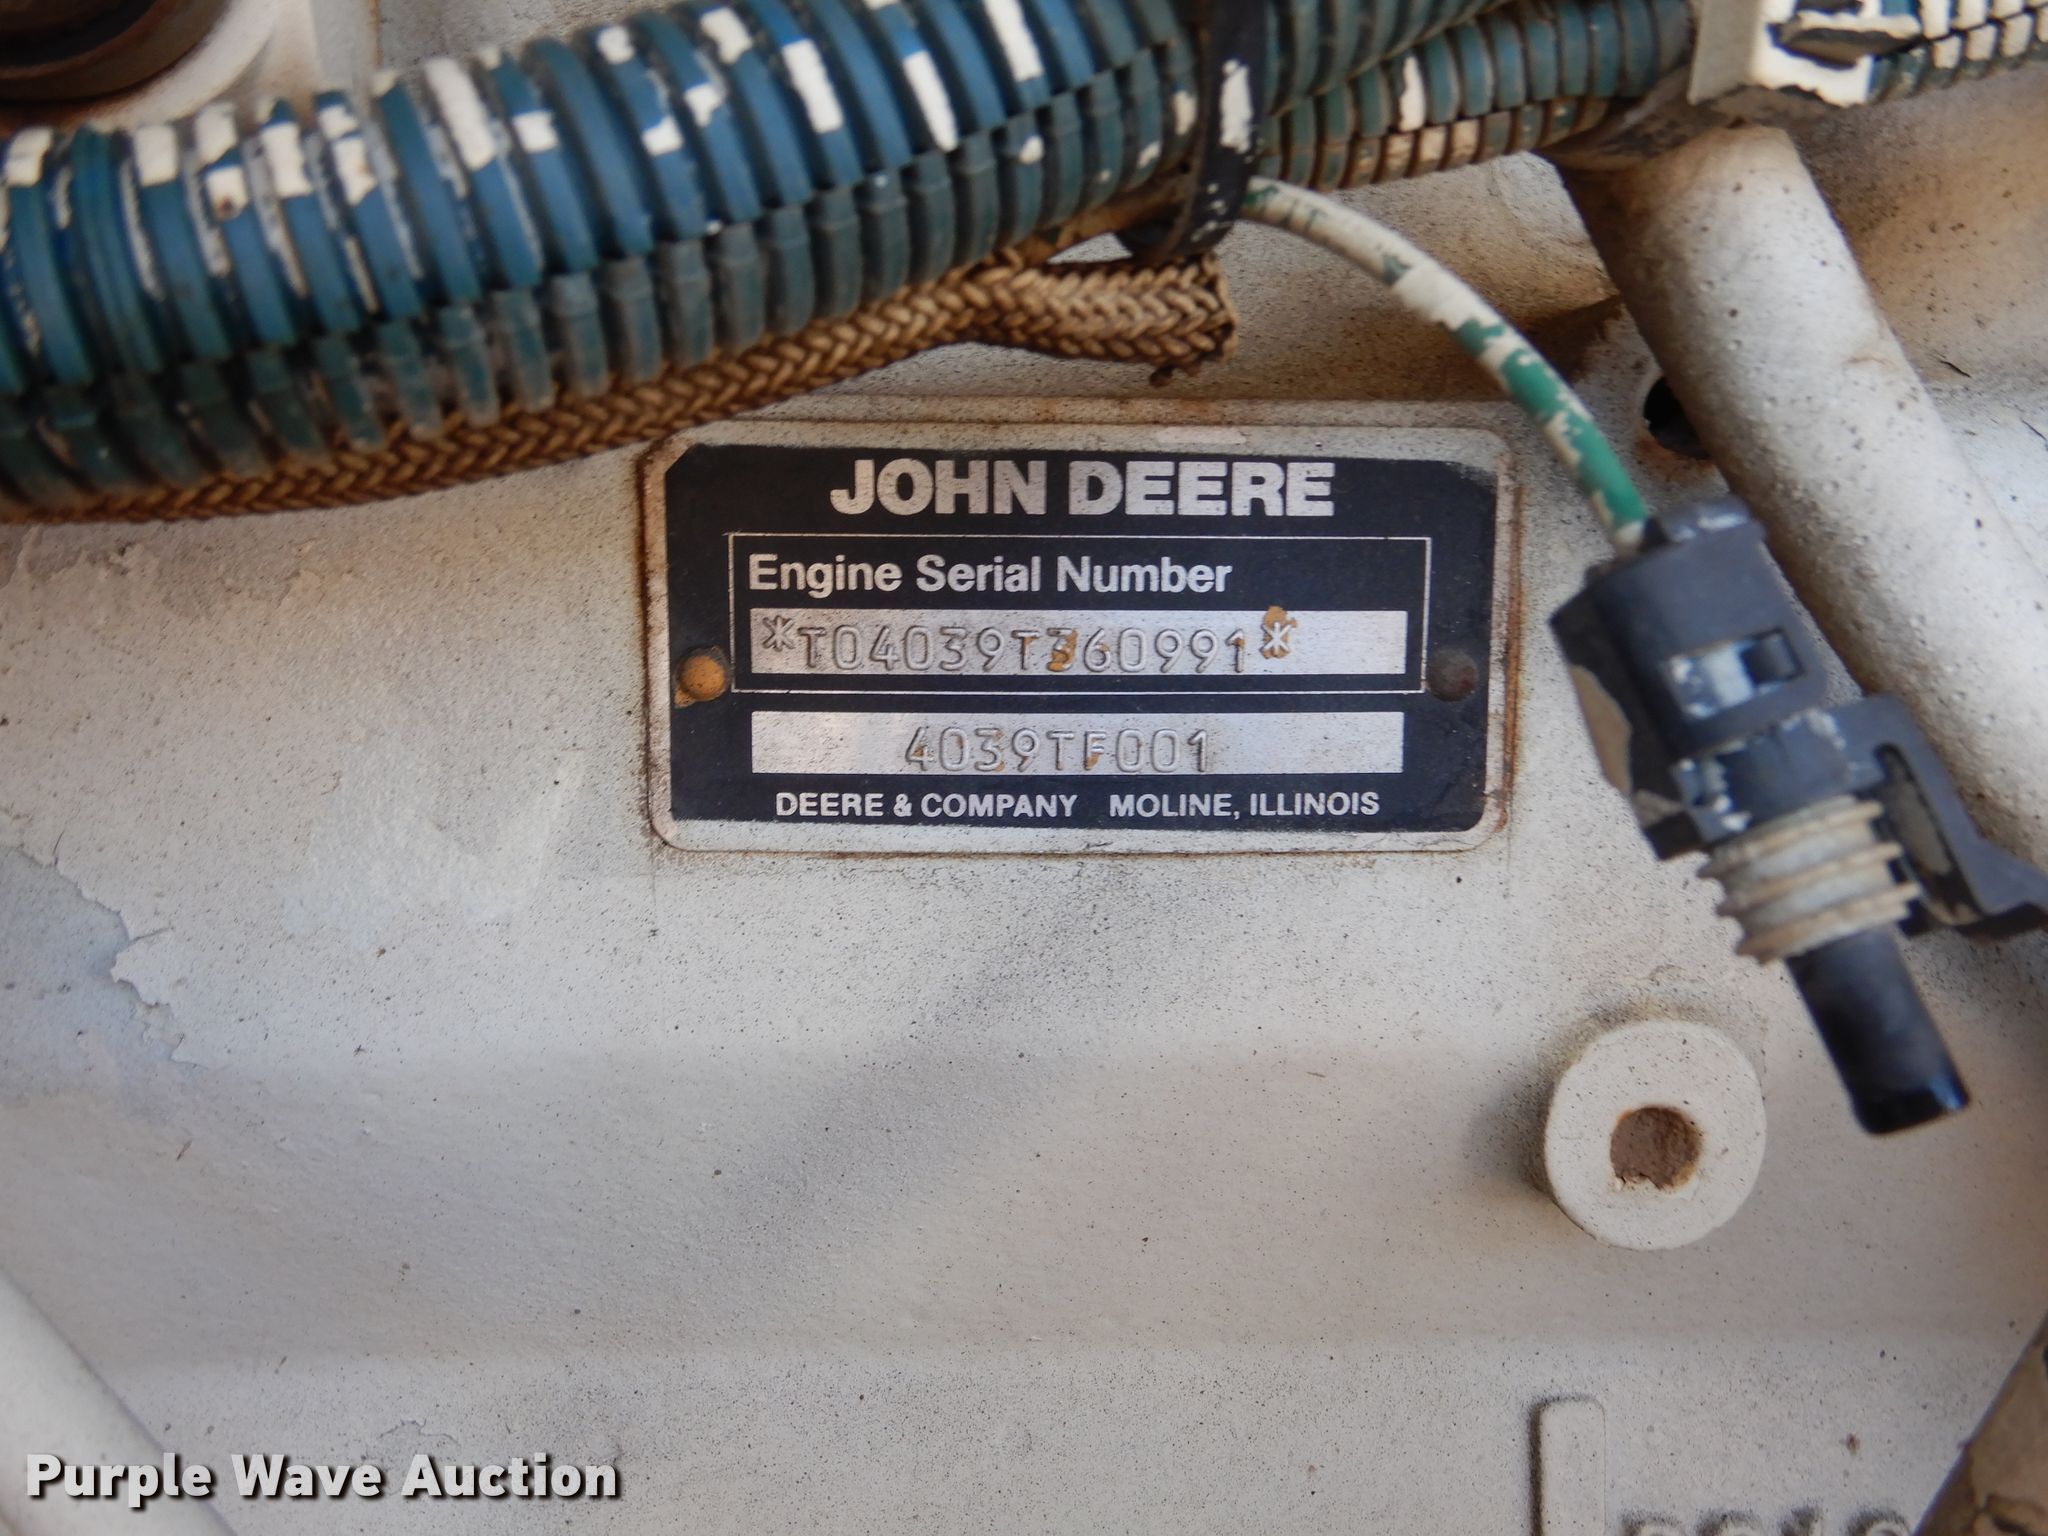 JOHN DEERE
Engine Serial Number
*T04039T360991*
4039TF001
DEERE & COMPANY MOLINE, ILLINOIS
Purple Wave Auction